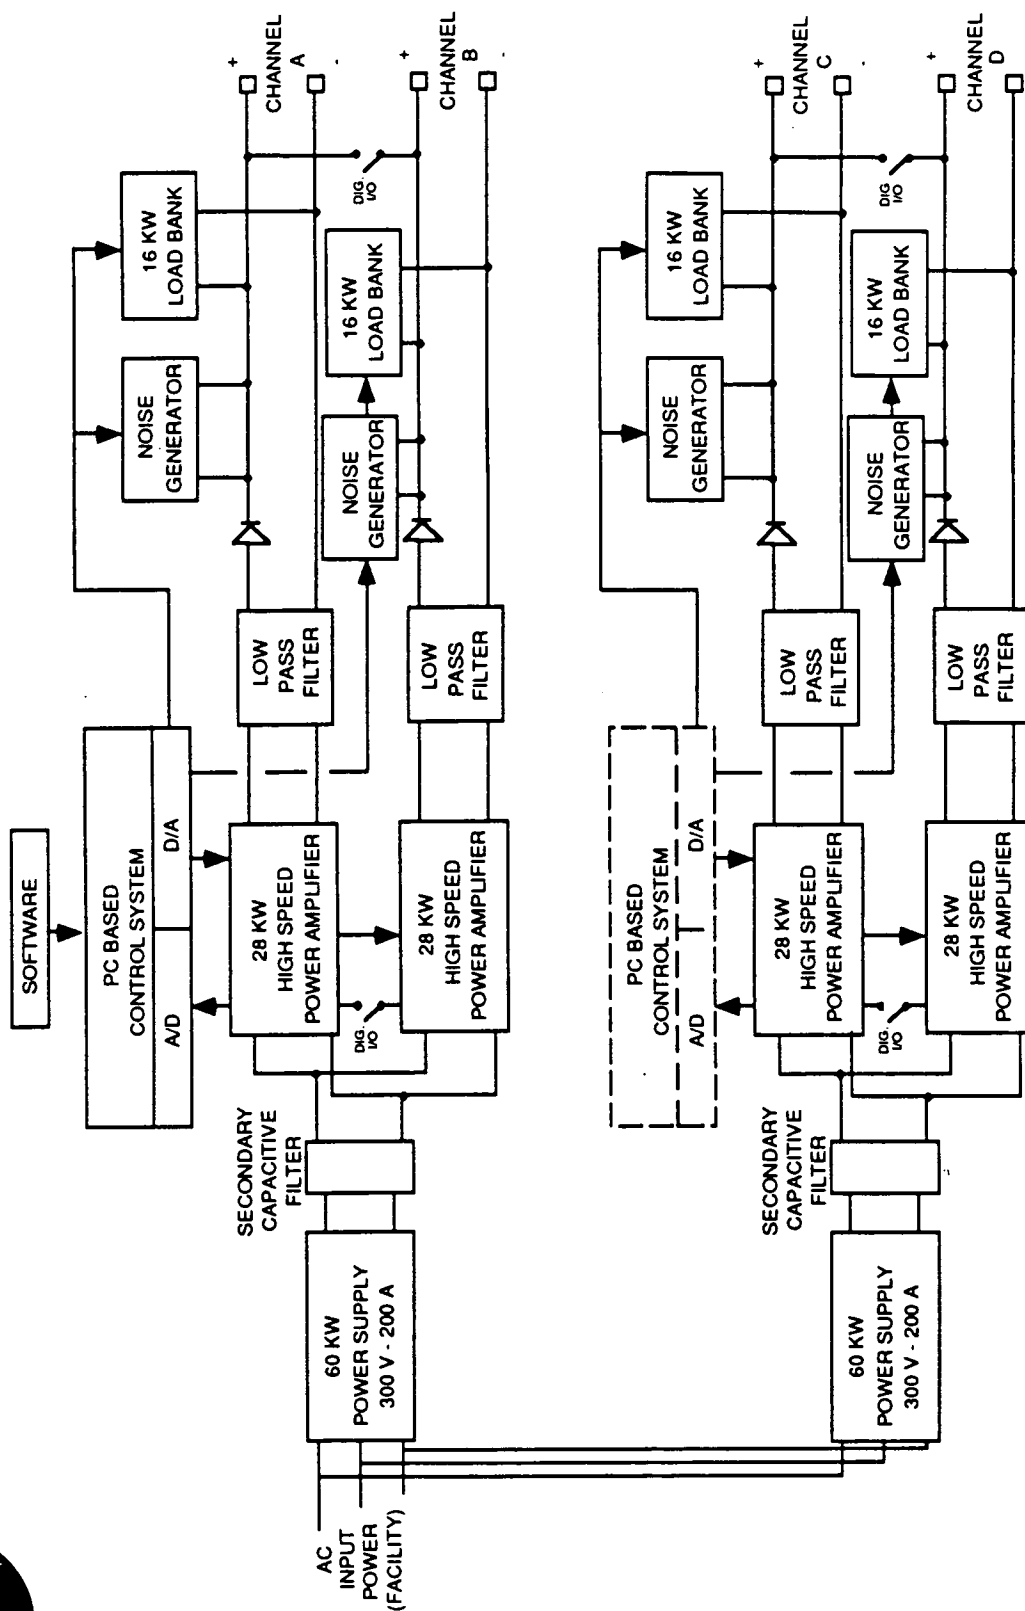 SOFTWARE
PC BASED
CONTROL SYSTEM
A/D
D/A
28 KW
HIGH SPEED
POWER AMPLIFIER
DIG.
I/O
28 KW
HIGH SPEED
POWER AMPLIFIER
SECONDARY
CAPACITIVE
FILTER
60 KW
POWER SUPPLY
300 V - 200 A
AC
INPUT
POWER
(FACILITY)
LOW
PASS
FILTER
LOW
PASS
FILTER
NOISE
GENERATOR
16 KW
LOAD BANK
NOISE
GENERATOR
16 KW
LOAD BANK
DIG.
I/O
+
CHANNEL
A
-
+
CHANNEL
B
-
PC BASED
CONTROL SYSTEM
A/D
D/A
28 KW
HIGH SPEED
POWER AMPLIFIER
DIG.
I/O
28 KW
HIGH SPEED
POWER AMPLIFIER
SECONDARY
CAPACITIVE
FILTER
60 KW
POWER SUPPLY
300 V - 200 A
LOW
PASS
FILTER
LOW
PASS
FILTER
NOISE
GENERATOR
16 KW
LOAD BANK
NOISE
GENERATOR
16 KW
LOAD BANK
DIG
I/O
+
CHANNEL
C
-
+
CHANNEL
D
-